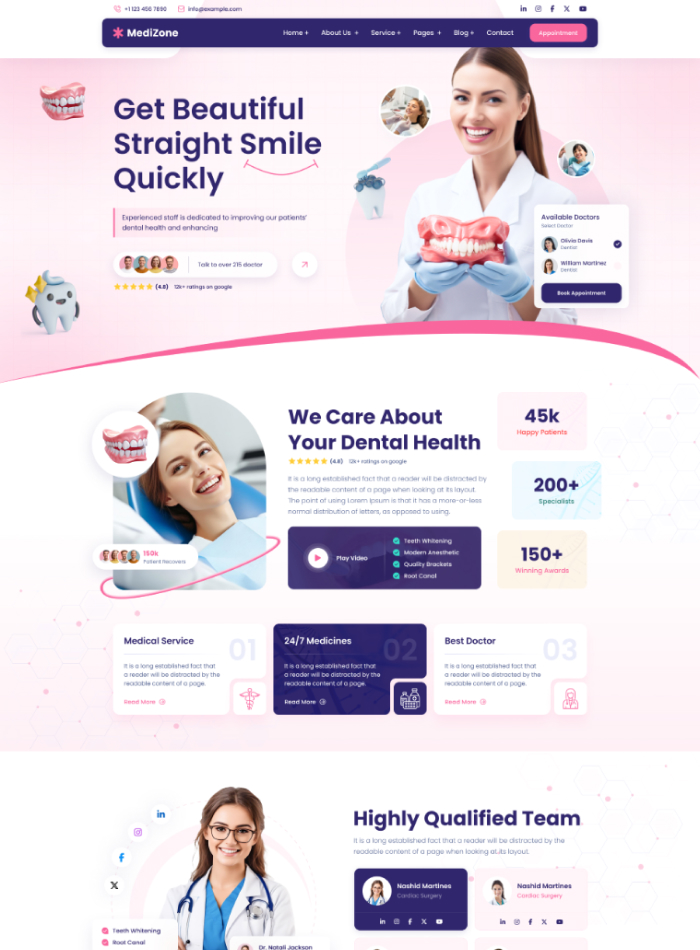 +1 123 456 7890
info@example.com
MediZone
Home +
About Us +
Service +
Pages +
Blog +
Contact
Appointment
Get Beautiful
Straight Smile
Quickly
Experienced staff is dedicated to improving our patients'
dental health and enhancing
Talk to over 215 doctor
(4.8) 12k+ ratings on google
Available Doctors
Select Doctor
Olivia Davis
Dentist
William Martinez
Dentist
Book Appointment
We Care About
Your Dental Health
(4.8) 12k+ ratings on google
It is a long established fact that a reader will be distracted by
the readable content of a page when looking at its layout.
The point of using Lorem Ipsum is that it has a more-or-less
normal distribution of letters, as opposed to using.
Play Video
Teeth Whitening
Modern Anesthetic
Quality Brackets
Root Canal
150k
Patient Recovers
45k
Happy Patients
200+
Specialists
150+
Winning Awards
Medical Service
01
It is a long established fact that
a reader will be distracted by the
readable content of a page.
Read More
24/7 Medicines
02
It is a long established fact that
a reader will be distracted by the
readable content of a page.
Read More
Best Doctor
03
It is a long established fact that
a reader will be distracted by the
readable content of a page.
Read More
Highly Qualified Team
It is a long established fact that a reader will be distracted by the
readable content of a page when looking at,its layout.
Nashid Martines
Cardiac Surgery
Nashid Martines
Cardiac Surgery
Teeth Whitening
Root Canal
Dr. Natali Jackson